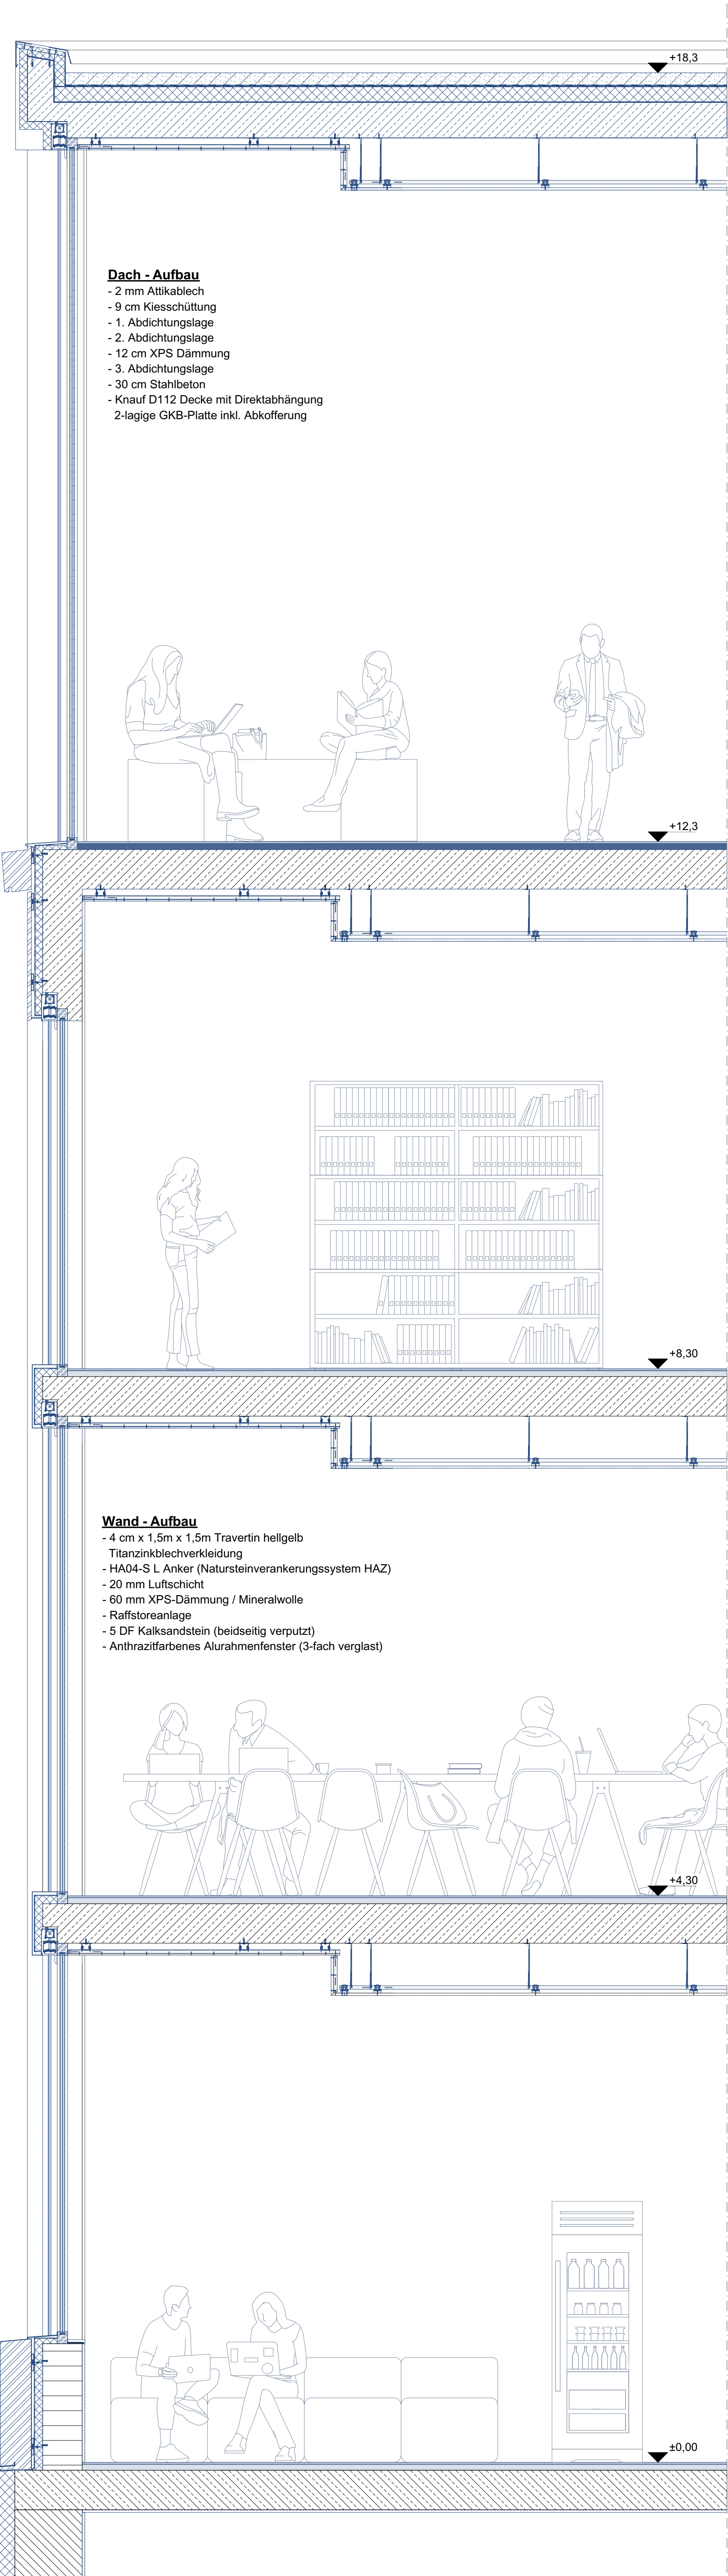 +18,3
Dach - Aufbau
- 2 mm Attikablech
- 9 cm Kiesschüttung
- 1. Abdichtungslage
- 2. Abdichtungslage
- 12 cm XPS Dämmung
- 3. Abdichtungslage
- 30 cm Stahlbeton
- Knauf D112 Decke mit Direktabhängung
2-lagige GKB-Platte inkl. Abkofferung
+12,3
+8,30
Wand - Aufbau
- 4 cm x 1,5m x 1,5m Travertin hellgelb
Titanzinkblechverkleidung
- HA04-S L Anker (Natursteinverankerungssystem HAZ)
- 20 mm Luftschicht
- 60 mm XPS-Dämmung / Mineralwolle
- Raffstoreanlage
- 5 DF Kalksandstein (beidseitig verputzt)
- Anthrazitfarbenes Alurahmenfenster (3-fach verglast)
+4,30
±0,00